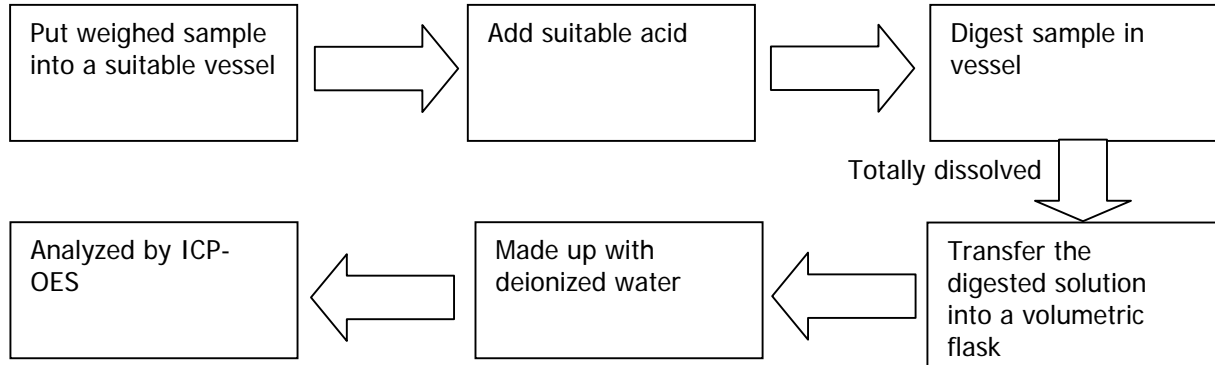 Put weighed sample
into a suitable vessel
Add suitable acid
Digest sample in
vessel
Totally dissolved
Transfer the
digested solution
into a volumetric
flask
Made up with
deionized water
Analyzed by ICP-
OES